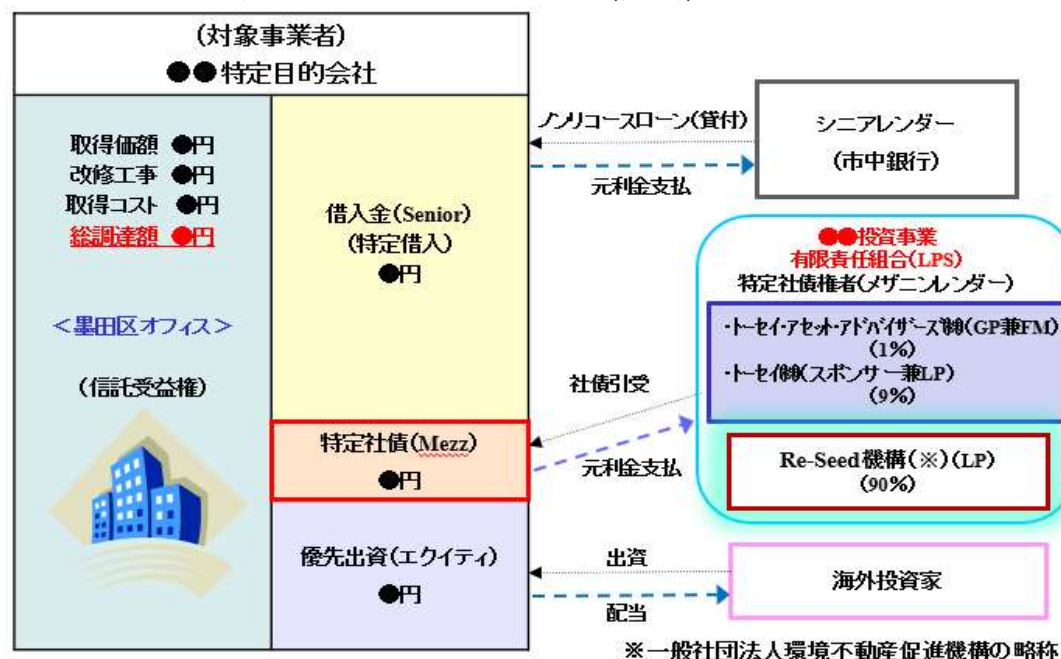 (対象事業者)
●●特定目的会社
取得価額 ●円
改修工事 ●円
取得コスト ●円
総調達額 ●円
<墨田区オフィス>
(信託受益権)
借入金(Senior)
(特定借入)
●円
特定社債(Mezz)
●円
優先出資(エクイティ)
●円
ノンリコースローン(貸付)
元利金支払
シニアレンダー
(市中銀行)
●●投資事業
有限責任組合(LPS)
特定社債権者(メザニンレンダー)
・トーセイ・アセット・アドバイザーズ㈱(GP兼FM)
(1%)
・トーセイ㈱(スポンサー兼LP)
(9%)
社債引受
元利金支払
Re-Seed機構(※)(LP)
(90%)
出資
配当
海外投資家
※一般社団法人環境不動産促進機構の略称